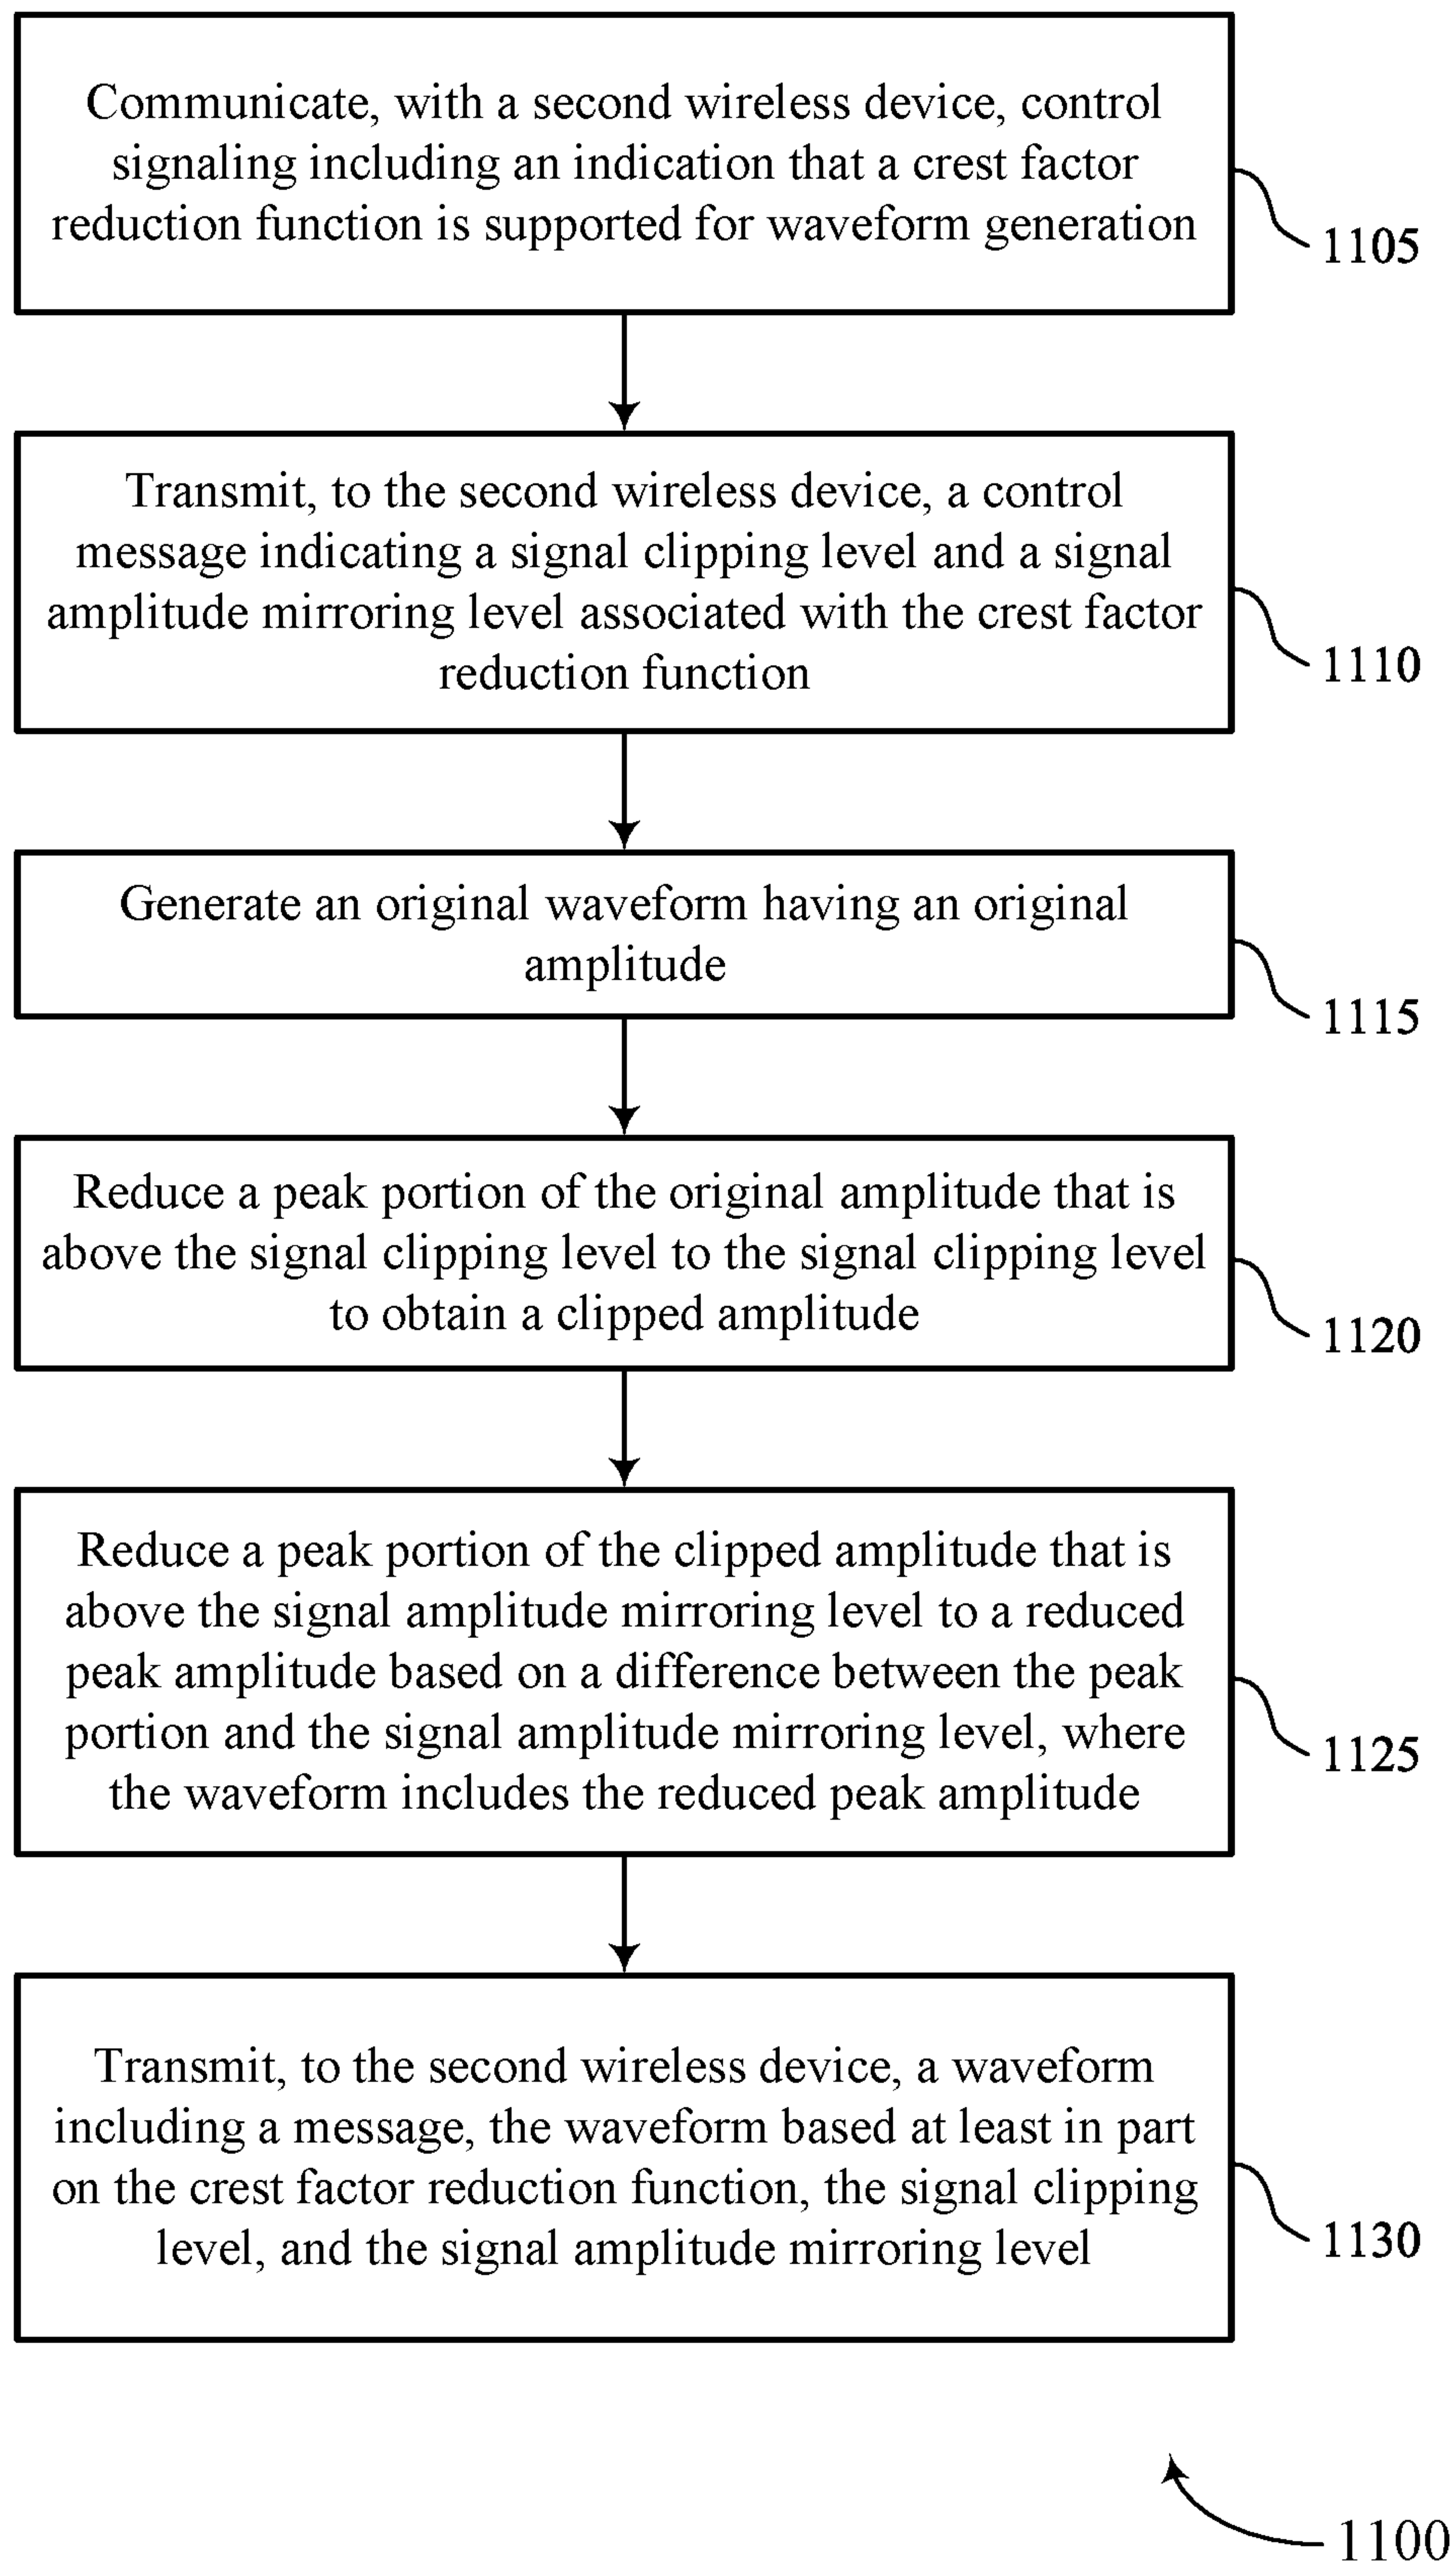 Communicate, with a second wireless device, control
signaling including an indication that a crest factor
reduction function is supported for waveform generation
1105
Transmit, to the second wireless device, a control
message indicating a signal clipping level and a signal
amplitude mirroring level associated with the crest factor
reduction function
1110
Generate an original waveform having an original
amplitude
1115
Reduce a peak portion of the original amplitude that is
above the signal clipping level to the signal clipping level
to obtain a clipped amplitude
1120
Reduce a peak portion of the clipped amplitude that is
above the signal amplitude mirroring level to a reduced
peak amplitude based on a difference between the peak
portion and the signal amplitude mirroring level, where
the waveform includes the reduced peak amplitude
1125
Transmit, to the second wireless device, a waveform
including a message, the waveform based at least in part
on the crest factor reduction function, the signal clipping
level, and the signal amplitude mirroring level
1130
1100